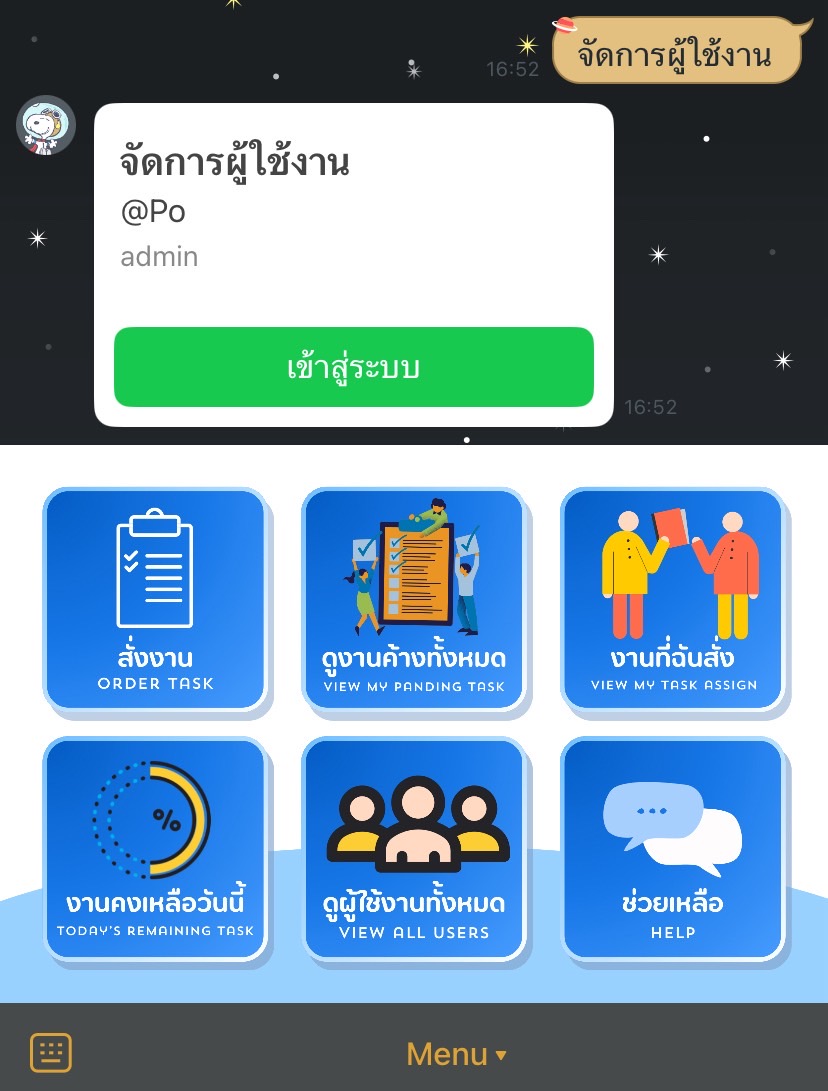 จัดการผู้ใช้งาน
16:52
จัดการผู้ใช้งาน
@Po
admin
เข้าสู่ระบบ
16:52
สั่งงาน
ORDER TASK
ดูงานค้างทั้งหมด
VIEW MY PANDING TASK
งานที่ฉันสั่ง
VIEW MY TASK ASSIGN
%
งานคงเหลือวันนี้
TODAY'S REMAINING TASK
ดูผู้ใช้งานทั้งหมด
VIEW ALL USERS
ช่วยเหลือ
HELP
Menu ▾